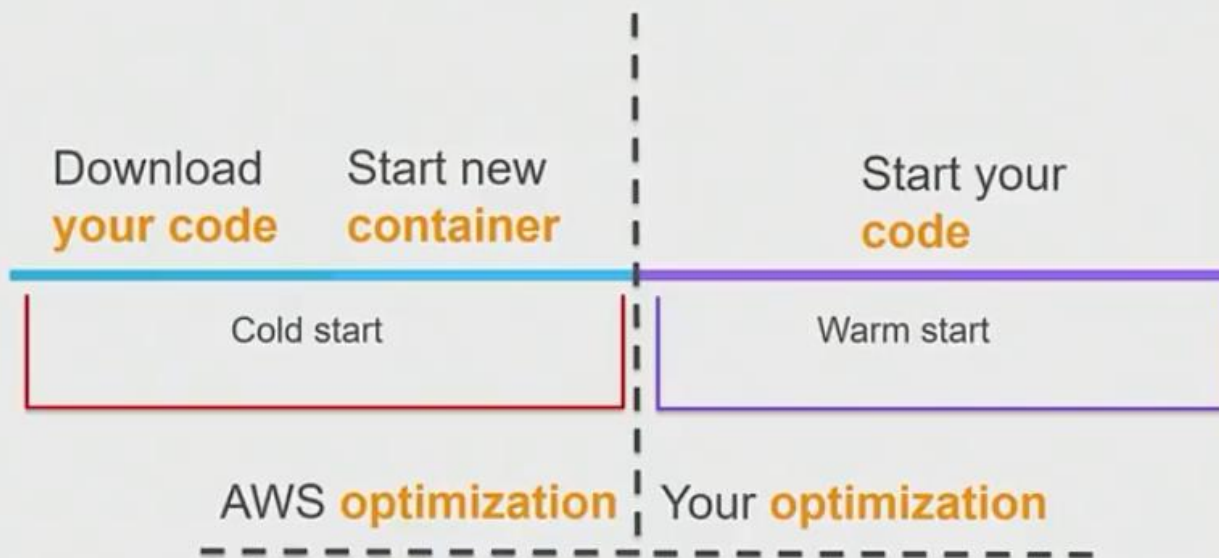 Download
your code
Start new
container
Start your
code
Cold start
Warm start
AWS optimization
Your optimization